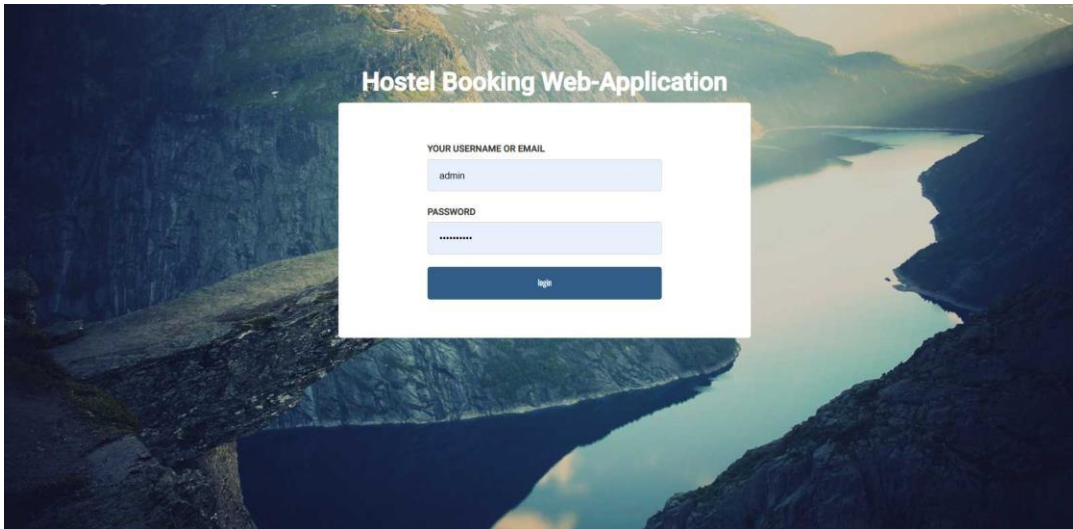 Hostel Booking Web-Application
YOUR USERNAME OR EMAIL
admin
PASSWORD
••••••••••
login